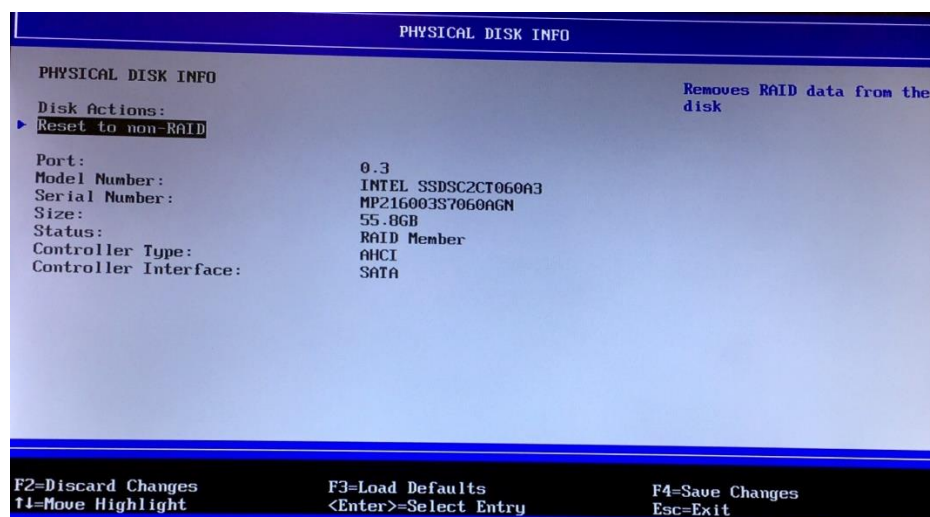 PHYSICAL DISK INFO
PHYSICAL DISK INFO
Removes RAID data from the
disk
Disk Actions:
Reset to non-RAID
Port: 0.3
Model Number: INTEL SSDSC2CT060A3
Serial Number: MP216003S7060AGN
Size: 55.8GB
Status: RAID Member
Controller Type: AHCI
Controller Interface: SATA
F2=Discard Changes F3=Load Defaults F4=Save Changes
↑↓=Move Highlight <Enter>=Select Entry Esc=Exit